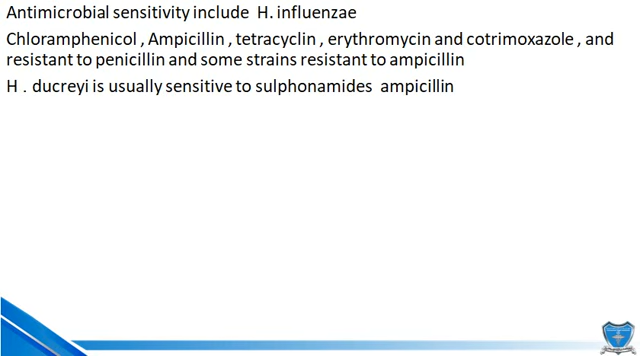 Antimicrobial sensitivity include  H. influenzae
Chloramphenicol , Ampicillin , tetracyclin , erythromycin and cotrimoxazole , and
resistant to penicillin and some strains resistant to ampicillin
H . ducreyi is usually sensitive to sulphonamides  ampicillin